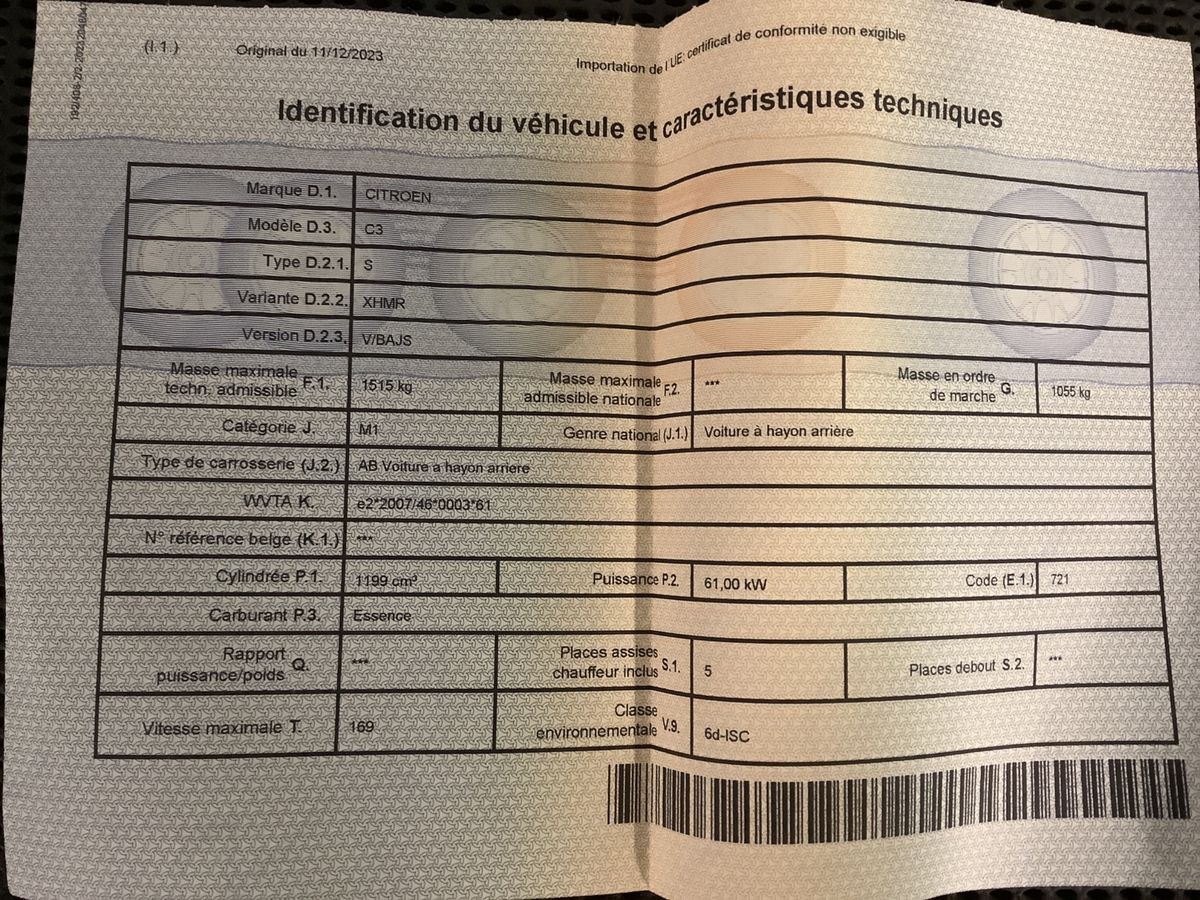 (I.1.) Original du 11/12/2023
Importation de l'UE: certificat de conformité non exigible
Identification du véhicule et caractéristiques techniques
Marque D.1. CITROEN
Modèle D.3. C3
Type D.2.1. S
Variante D.2.2. XHMR
Version D.2.3. V/BAJS
Masse maximale techn. admissible F.1. 1515 kg Masse maximale admissible nationale F.2. *** Masse en ordre de marche G. 1055 kg
Catégorie J. M1 Genre national (J.1.) Voiture à hayon arrière
Type de carrosserie (J.2.) AB Voiture a hayon arriere
WVTA K. e2*2007/46*0003*61
N° référence belge (K.1.) ***
Cylindrée P.1. 1199 cm³ Puissance P.2. 61,00 kW Code (E.1.) 721
Carburant P.3. Essence
Rapport puissance/poids Q. *** Places assises chauffeur inclus S.1. 5 Places debout S.2. ***
Vitesse maximale T. 169 Classe environnementale V.9. 6d-ISC